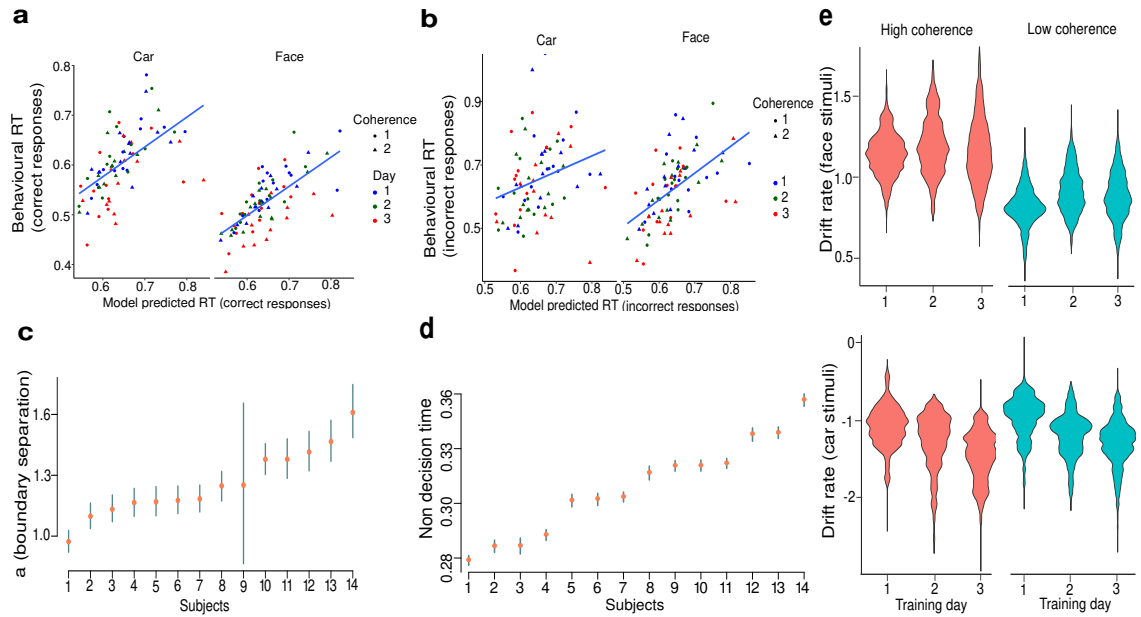 a
Car
Face
Behavioural RT
(correct responses)
0.8
0.7
0.6
0.5
0.4
0.6 0.7 0.8 0.6 0.7 0.8
Model predicted RT (correct responses)
Coherence
1
2
Day
1
2
3
b
Car
Face
Behavioural RT
(incorrect responses)
0.9
0.7
0.5
0.5 0.6 0.7 0.8 0.5 0.6 0.7 0.8
Model predicted RT (incorrect responses)
Coherence
1
2
1
2
3
c
a (boundary separation)
1.6
1.3
1.0
1 2 3 4 5 6 7 8 9 10 11 12 13 14
Subjects
d
Non decision time
0.36
0.33
0.30
0.28
1 2 3 4 5 6 7 8 9 10 11 12 13 14
Subjects
e
High coherence
Low coherence
Drift rate (face stimuli)
1.5
1.0
0.5
1 2 3 1 2 3
Drift rate (car stimuli)
0
-1
-2
1 2 3 1 2 3
Training day
Training day